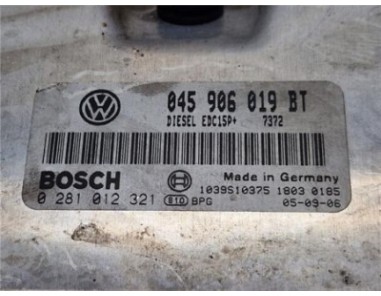 045 906 019 BT
DIESEL EDC15P+ 7372
BOSCH
Made in Germany
1039S10375 1803 0185
0 281 012 321 BPG 05-09-06